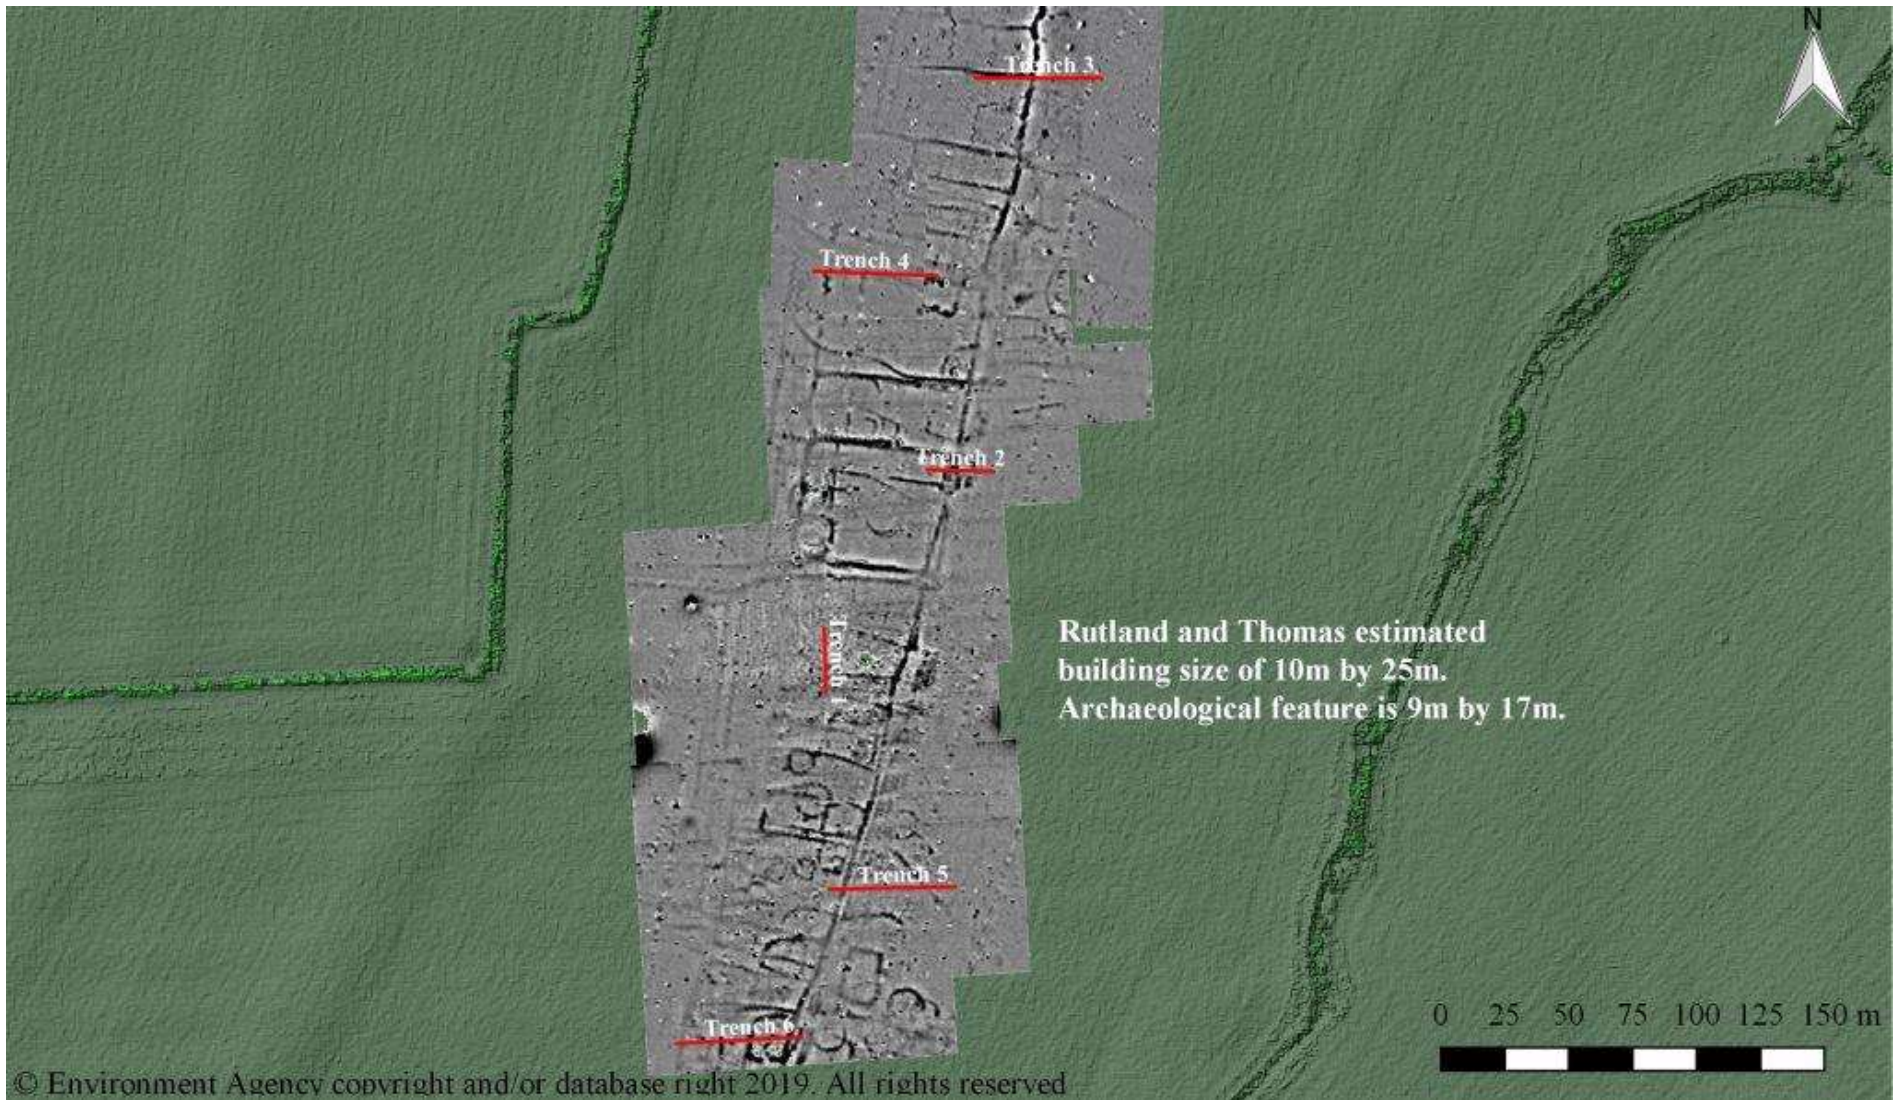 N
Trench 3
Trench 4
Trench 2
Trench 1
Rutland and Thomas estimated
building size of 10m by 25m.
Archaeological feature is 9m by 17m.
Trench 5
Trench 6
0 25 50 75 100 125 150 m
© Environment Agency copyright and/or database right 2019. All rights reserved